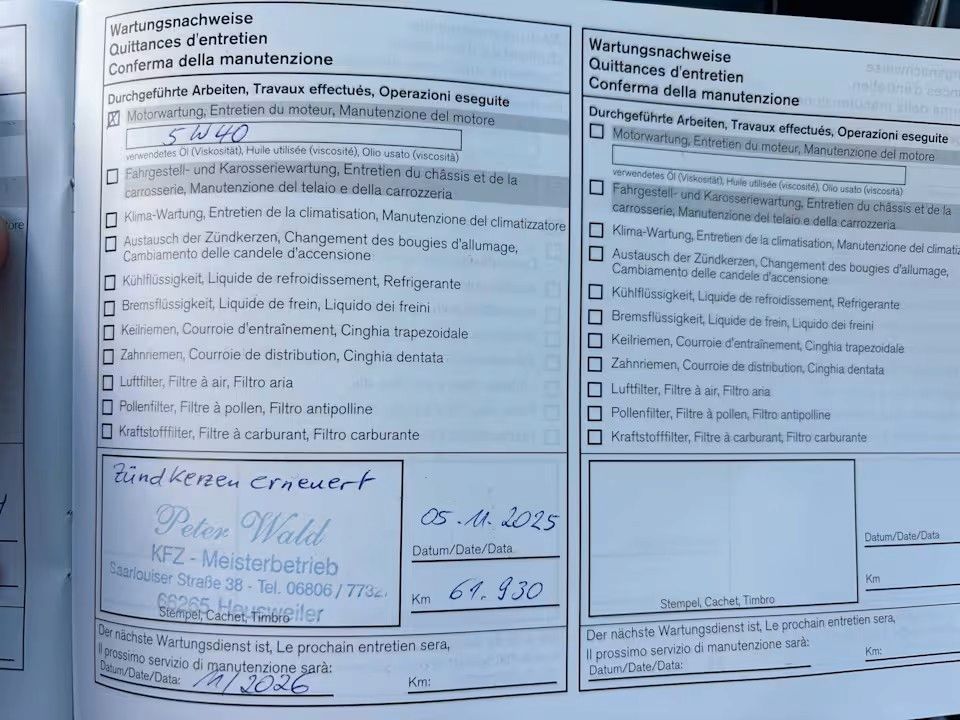 Wartungsnachweise
Quittances d'entretien
Conferma della manutenzione
Durchgeführte Arbeiten, Travaux effectués, Operazioni eseguite
Motorwartung, Entretien du moteur, Manutenzione del motore
5W40
verwendetes Öl (Viskosität), Huile utilisée (viscosité), Olio usato (viscosità)
Fahrgestell- und Karosseriewartung, Entretien du châssis et de la
carrosserie, Manutenzione del telaio e della carrozzeria
Klima-Wartung, Entretien de la climatisation, Manutenzione del climatizzatore
Austausch der Zündkerzen, Changement des bougies d'allumage,
Cambiamento delle candele d'accensione
Kühlflüssigkeit, Liquide de refroidissement, Refrigerante
Bremsflüssigkeit, Liquide de frein, Liquido dei freini
Keilriemen, Courroie d'entraînement, Cinghia trapezoidale
Zahnriemen, Courroie de distribution, Cinghia dentata
Luftfilter, Filtre à air, Filtro aria
Pollenfilter, Filtre à pollen, Filtro antipolline
Kraftstofffilter, Filtre à carburant, Filtro carburante
Zündkerzen erneuert
Peter Wald
KFZ - Meisterbetrieb
Saarlouiser Straße 38 - Tel. 06806 /
66265 Heusweiler
Stempel, Cachet, Timbro
05.11.2025
Datum/Date/Data
Km 61.930
Der nächste Wartungsdienst ist, Le prochain entretien sera,
Il prossimo servizio di manutenzione sarà:
Datum/Date/Data: 11/2026
Km:
Wartungsnachweise
Quittances d'entretien
Conferma della manutenzione
Durchgeführte Arbeiten, Travaux effectués, Operazioni eseguite
Motorwartung, Entretien du moteur, Manutenzione del motore
verwendetes Öl (Viskosität), Huile utilisée (viscosité), Olio usato (viscosità)
Fahrgestell- und Karosseriewartung, Entretien du châssis et de la
carrosserie, Manutenzione del telaio e della carrozzeria
Klima-Wartung, Entretien de la climatisation, Manutenzione del climati
Austausch der Zündkerzen, Changement des bougies d'allumage,
Cambiamento delle candele d'accensione
Kühlflüssigkeit, Liquide de refroidissement, Refrigerante
Bremsflüssigkeit, Liquide de frein, Liquido dei freini
Keilriemen, Courroie d'entraînement, Cinghia trapezoidale
Zahnriemen, Courroie de distribution, Cinghia dentata
Luftfilter, Filtre à air, Filtro aria
Pollenfilter, Filtre à pollen, Filtro antipolline
Kraftstofffilter, Filtre à carburant, Filtro carburante
Stempel, Cachet, Timbro
Datum/Date/Data
Km
Der nächste Wartungsdienst ist, Le prochain entretien sera,
Il prossimo servizio di manutenzione sarà:
Datum/Date/Data:
Km: